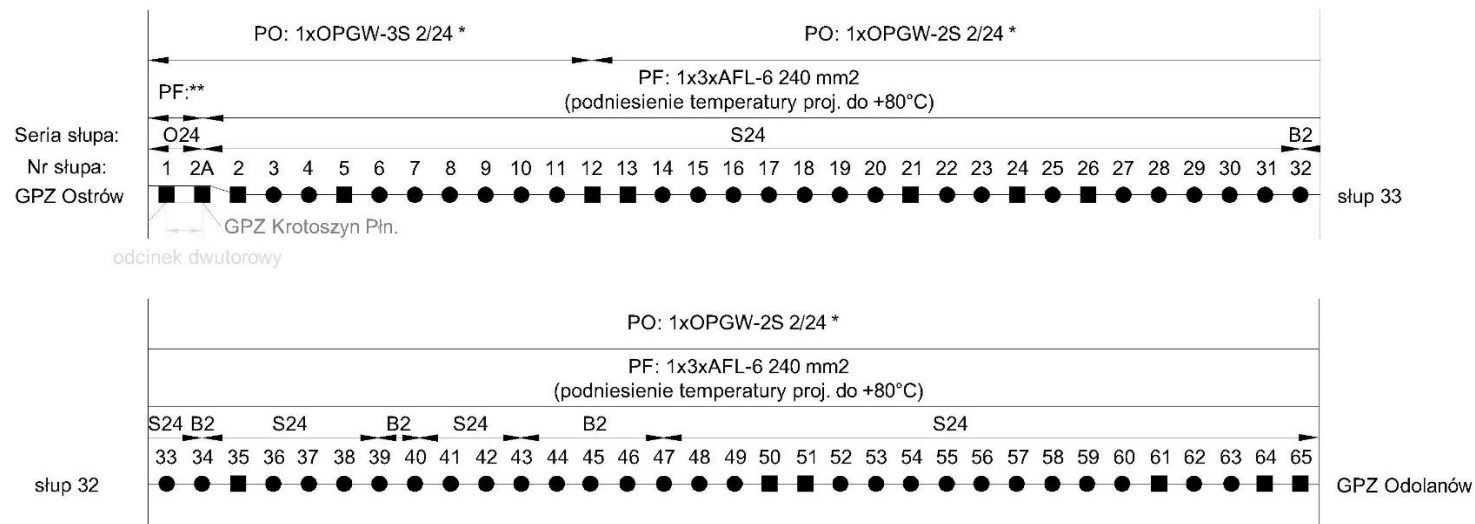 PO: 1xOPGW-3S 2/24 * PO: 1xOPGW-2S 2/24 *
PF:** PF: 1x3xAFL-6 240 mm2
(podniesienie temperatury proj. do +80°C)
Seria słupa: O24 S24 B2
Nr słupa: 1 2A 2 3 4 5 6 7 8 9 10 11 12 13 14 15 16 17 18 19 20 21 22 23 24 25 26 27 28 29 30 31 32
GPZ Ostrów słup 33
GPZ Krotoszyn Płn.
odcinek dwutorowy
PO: 1xOPGW-2S 2/24 *
PF: 1x3xAFL-6 240 mm2
(podniesienie temperatury proj. do +80°C)
S24 B2 S24 B2 S24 B2 S24
33 34 35 36 37 38 39 40 41 42 43 44 45 46 47 48 49 50 51 52 53 54 55 56 57 58 59 60 61 62 63 64 65
słup 32 GPZ Odolanów